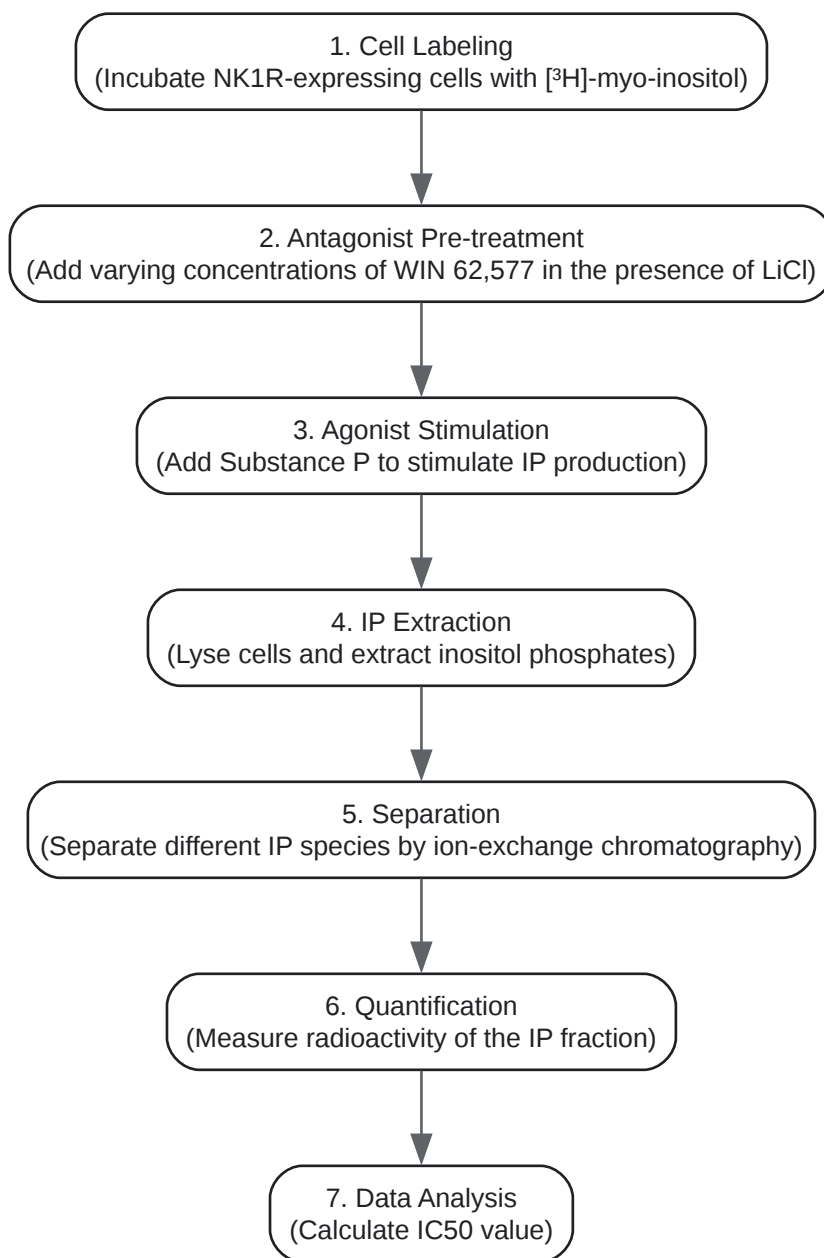 1. Cell Labeling
(Incubate NK1R-expressing cells with [³H]-myo-inositol)
2. Antagonist Pre-treatment
(Add varying concentrations of WIN 62,577 in the presence of LiCl)
3. Agonist Stimulation
(Add Substance P to stimulate IP production)
4. IP Extraction
(Lyse cells and extract inositol phosphates)
5. Separation
(Separate different IP species by ion-exchange chromatography)
6. Quantification
(Measure radioactivity of the IP fraction)
7. Data Analysis
(Calculate IC50 value)